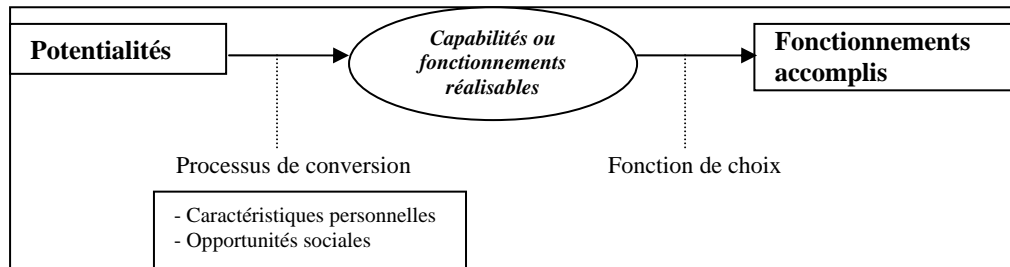 Potentialités
Capabilités ou
fonctionnements
réalisables
Fonctionnements
accomplis
Processus de conversion
Fonction de choix
- Caractéristiques personnelles
- Opportunités sociales